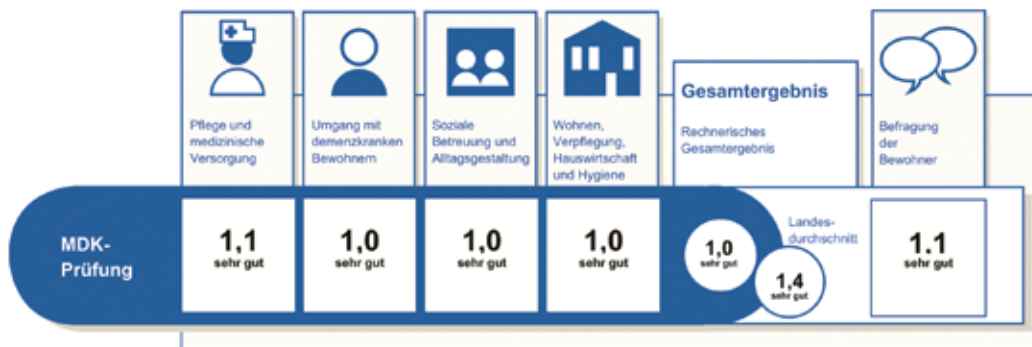 Pflege und
medizinische
Versorgung
Umgang mit
demenzkranken
Bewohnern
Soziale
Betreuung und
Alltagsgestaltung
Wohnen,
Verpflegung,
Hauswirtschaft
und Hygiene
Gesamtergebnis
Rechnerisches
Gesamtergebnis
Befragung
der
Bewohner
MDK-
Prüfung
1,1
sehr gut
1,0
sehr gut
1,0
sehr gut
1,0
sehr gut
1,0
sehr gut
Landes-
durchschnitt
1,4
sehr gut
1.1
sehr gut